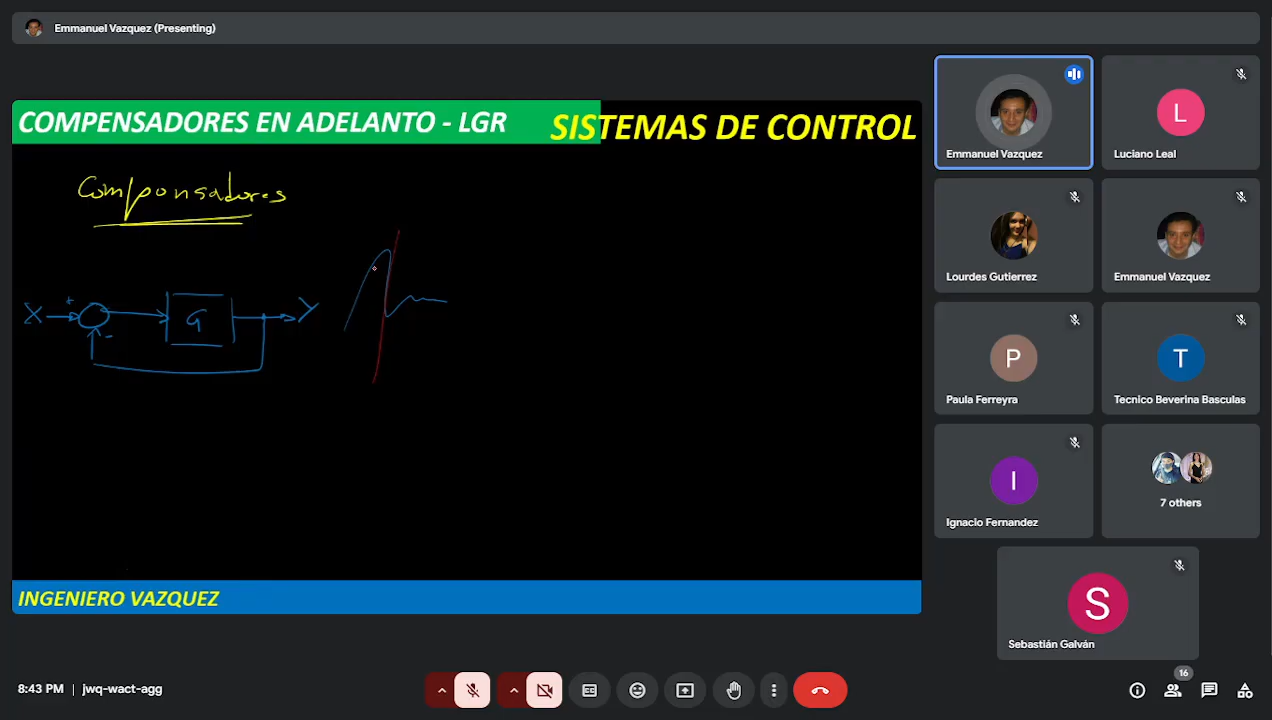 Emmanuel Vazquez (Presenting)
COMPENSADORES EN ADELANTO - LGR
SISTEMAS DE CONTROL
Compensadores
X
+
-
G
Y
INGENIERO VAZQUEZ
Emmanuel Vazquez
L
Luciano Leal
Lourdes Gutierrez
Emmanuel Vazquez
P
Paula Ferreyra
T
Tecnico Beverina Basculas
I
Ignacio Fernandez
7 others
S
Sebastián Galván
8:43 PM | jwq-wact-agg
16